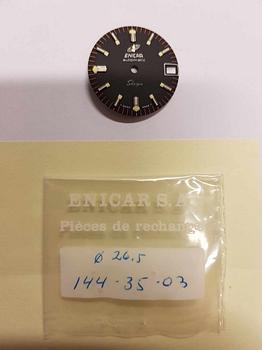 ENICAR
AUTOMATIC
Sherpa
ENICAR S.A
Pièces de rechange
ø 26.5
144-35-03